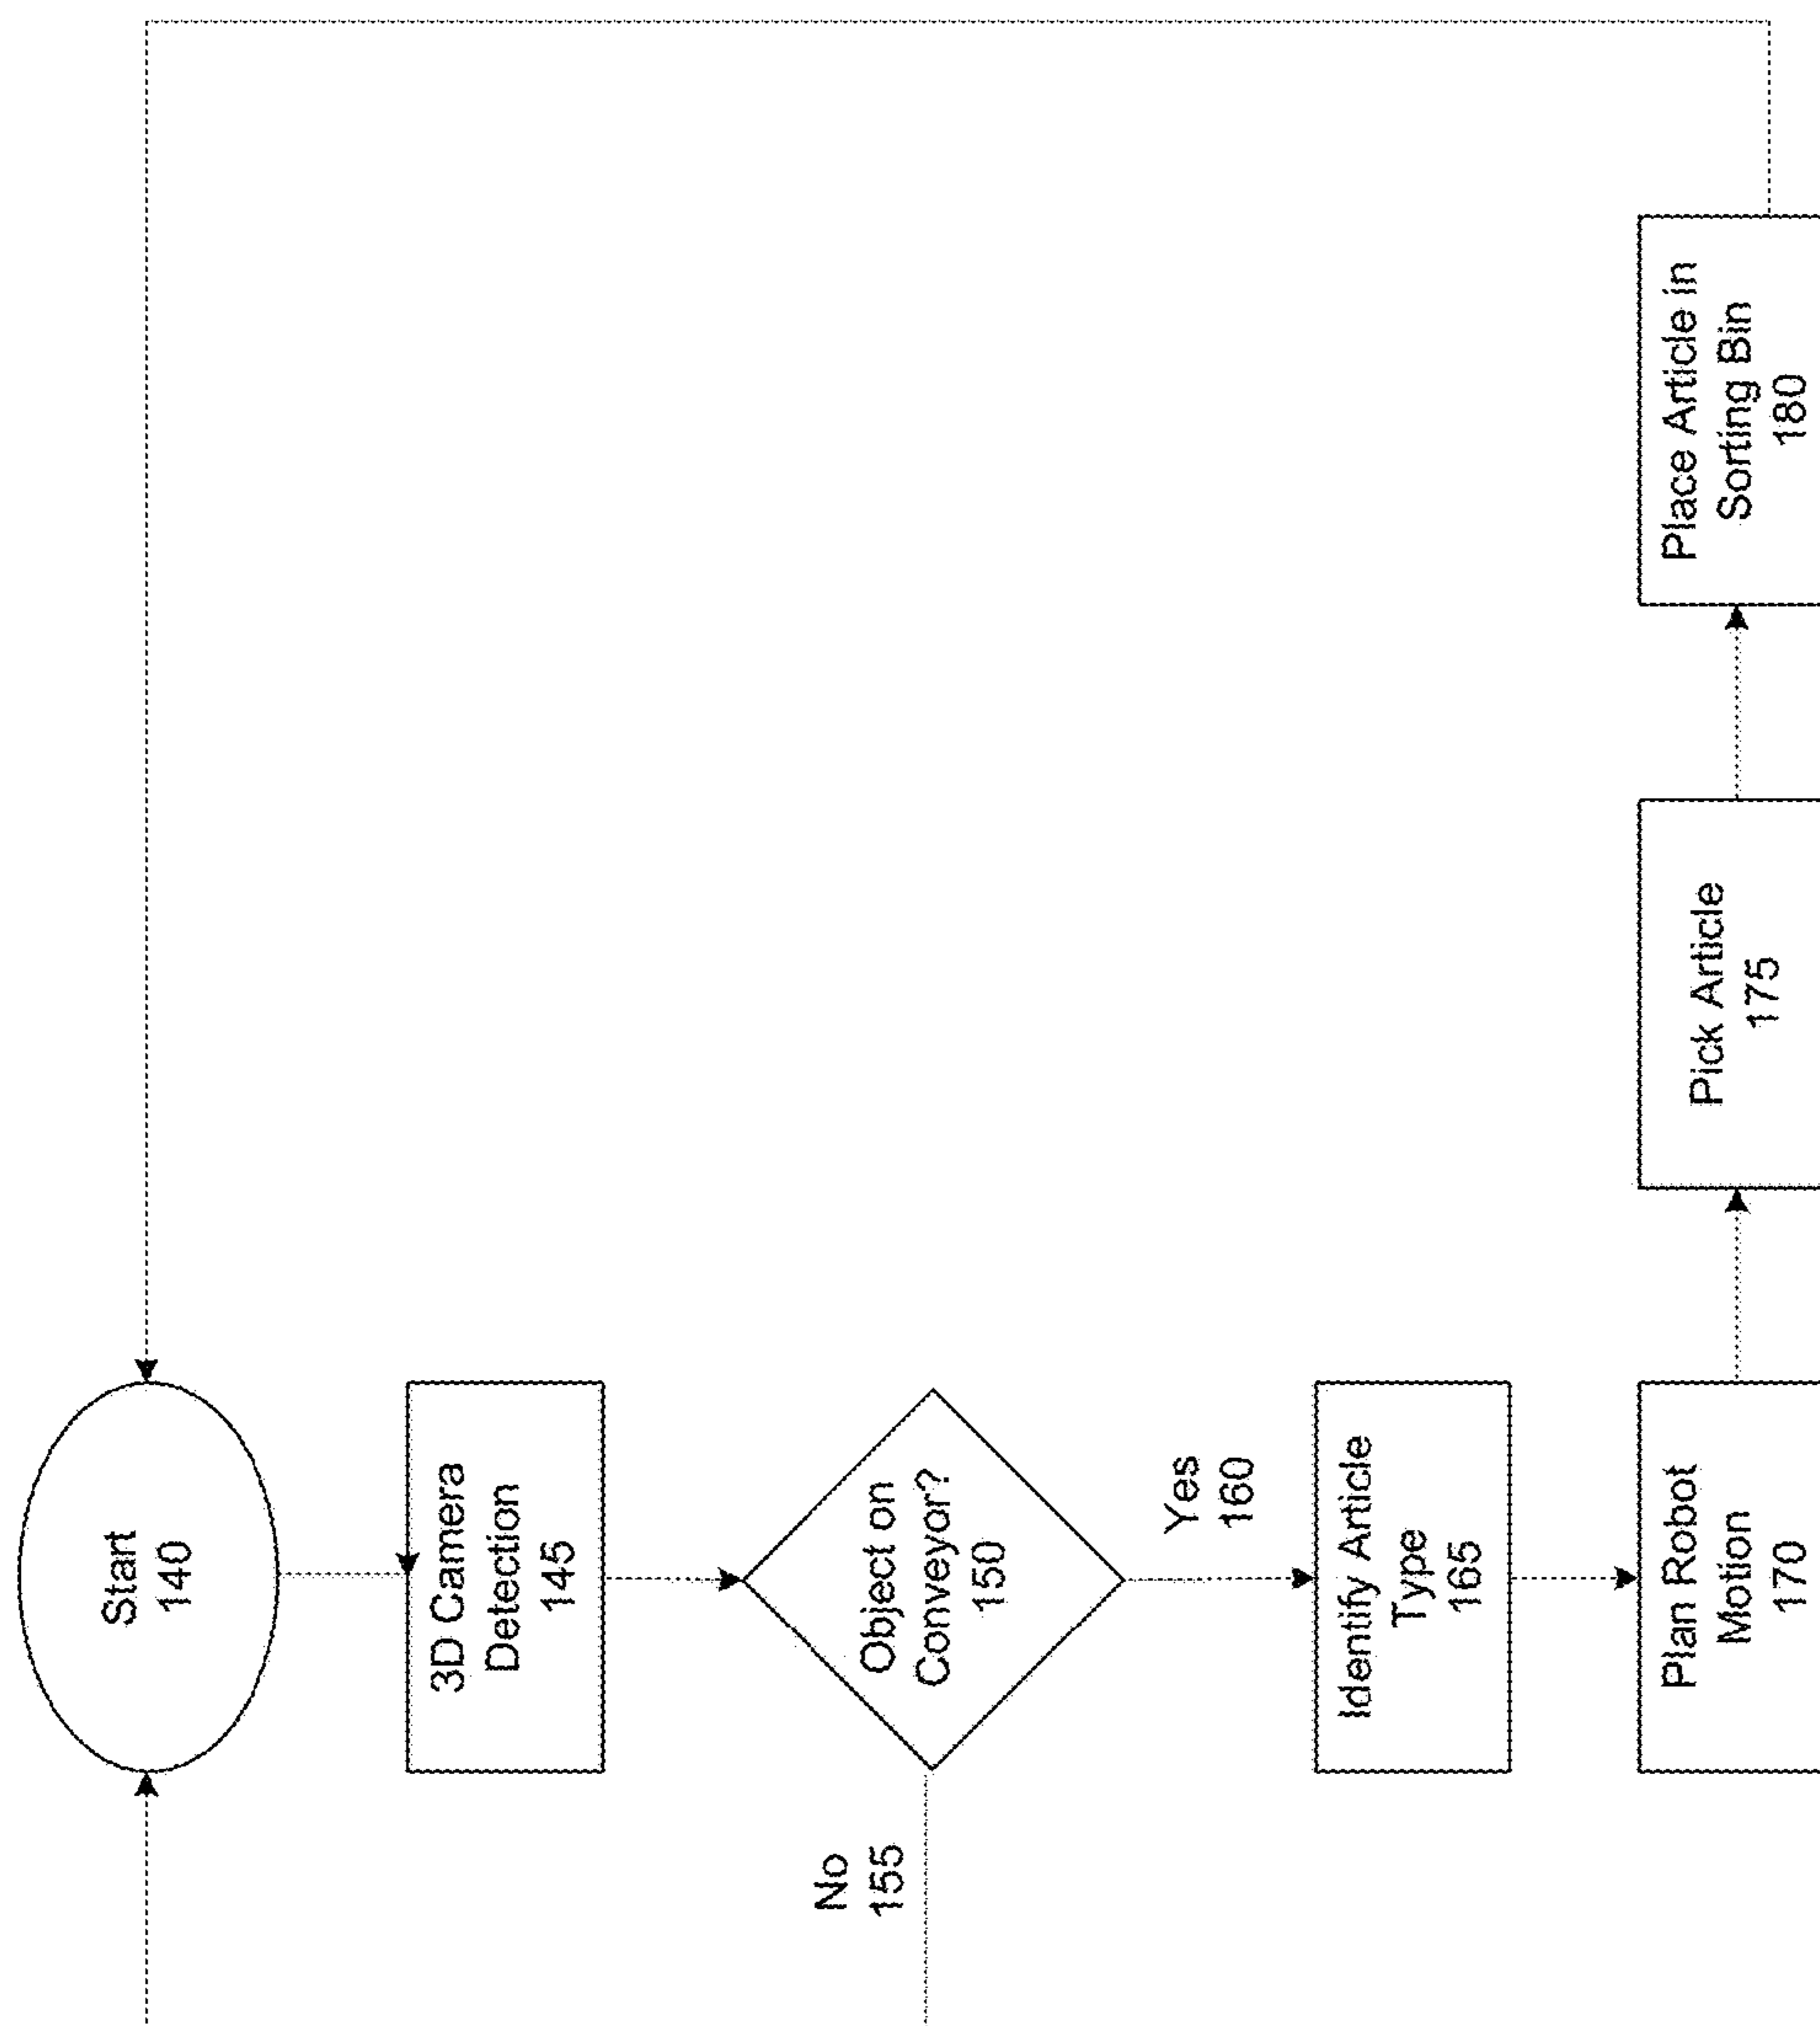 Start
140
3D Camera
Detection
145
Object on
Conveyor?
150
No
155
Yes
160
Identify Article
Type
165
Plan Robot
Motion
170
Pick Article
175
Place Article in
Sorting Bin
180